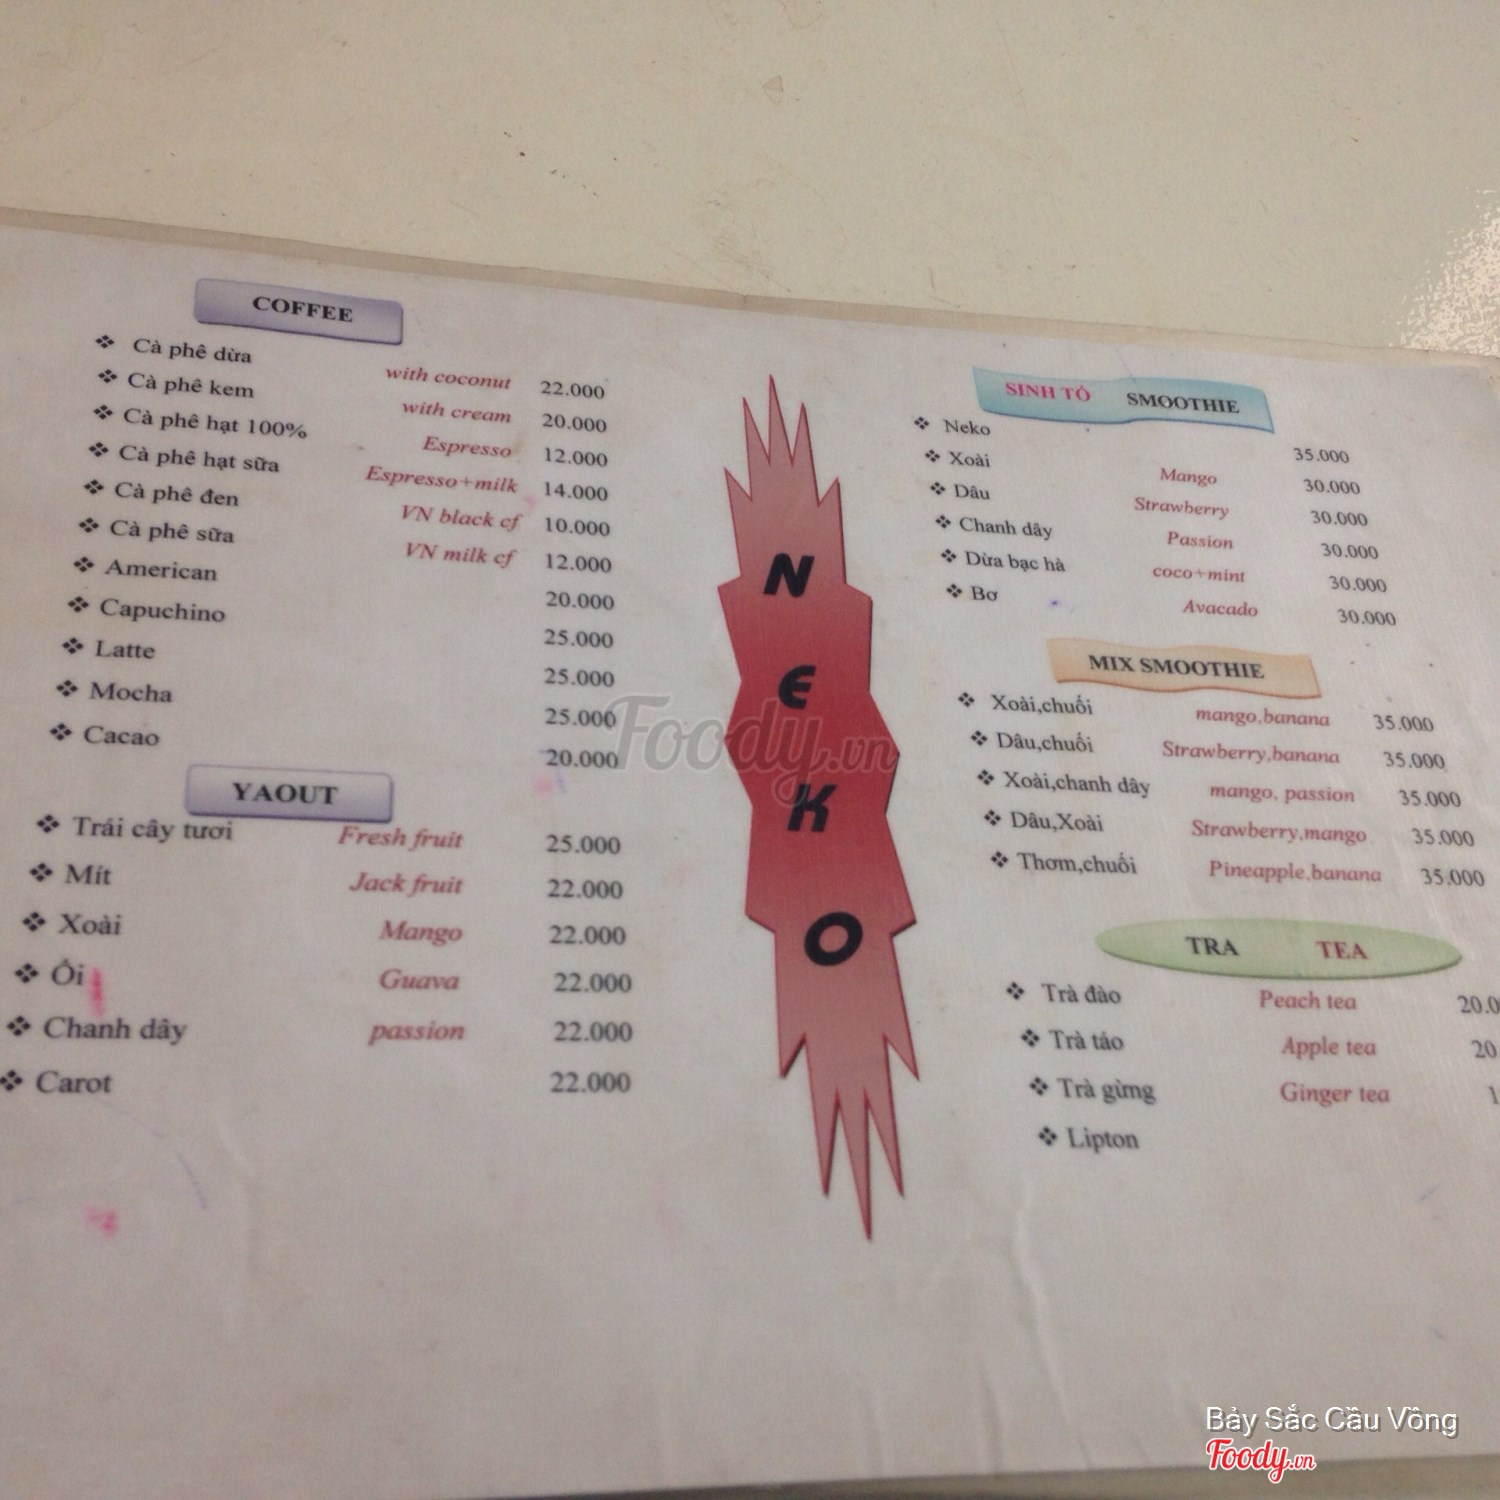 COFFEE
Cà phê dừa with coconut 22.000
Cà phê kem with cream 20.000
Cà phê hạt 100% Espresso 12.000
Cà phê hạt sữa Espresso+milk 14.000
Cà phê đen VN black cf 10.000
Cà phê sữa VN milk cf 12.000
American 20.000
Capuchino 25.000
Latte 25.000
Mocha 25.000
Cacao 20.000
YAOUT
Trái cây tươi Fresh fruit 25.000
Mít Jack fruit 22.000
Xoài Mango 22.000
Ổi Guava 22.000
Chanh dây passion 22.000
Carot 22.000
N
E
K
O
Foody.vn
SINH TỐ SMOOTHIE
Neko 35.000
Xoài Mango 30.000
Dâu Strawberry 30.000
Chanh dây Passion 30.000
Dừa bạc hà coco+mint 30.000
Bơ Avacado 30.000
MIX SMOOTHIE
Xoài,chuối mango,banana 35.000
Dâu,chuối Strawberry,banana 35.000
Xoài,chanh dây mango, passion 35.000
Dâu,Xoài Strawberry,mango 35.000
Thơm,chuối Pineapple,banana 35.000
TRA TEA
Trà đào Peach tea 20.0
Trà táo Apple tea 20
Trà gừng Ginger tea 1
Lipton
Bảy Sắc Cầu Vồng
Foody.vn